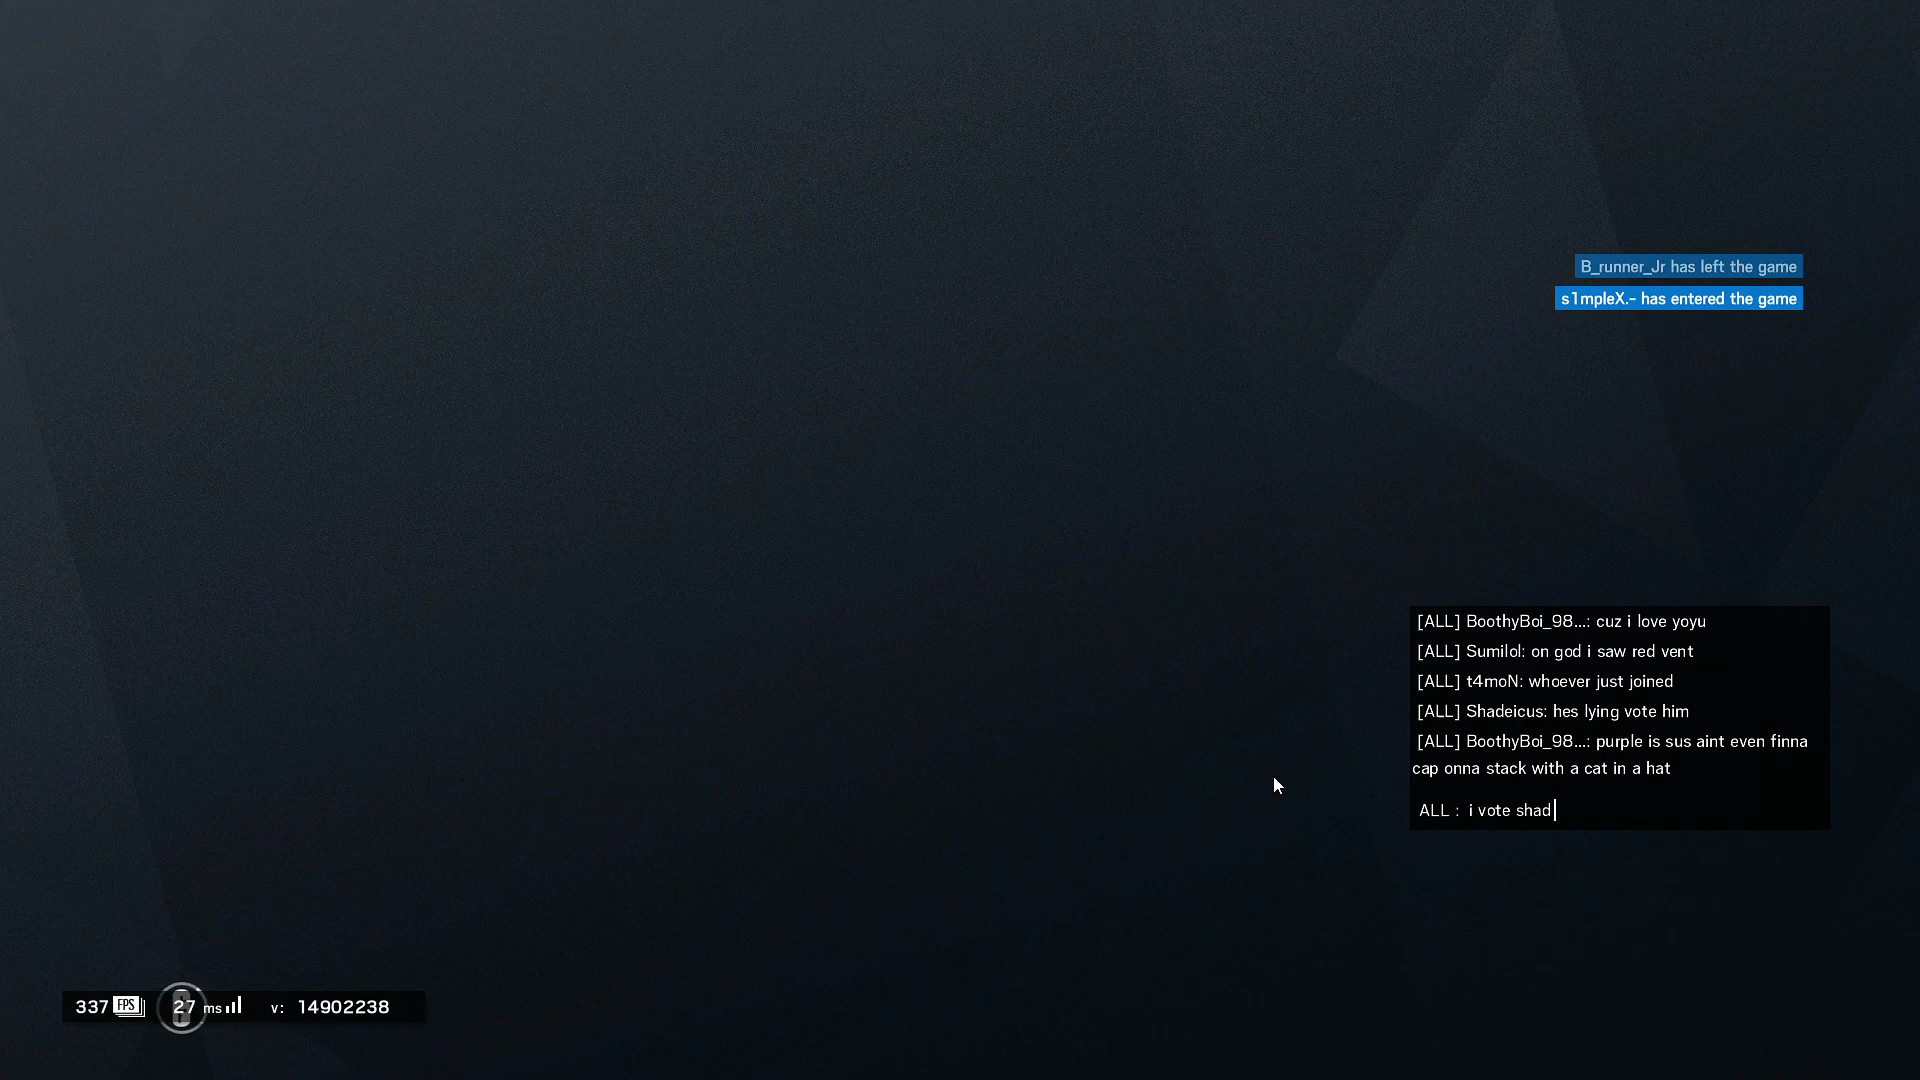 B_runner_Jr has left the game
s1mpleX.- has entered the game
[ALL] BoothyBoi_98...: cuz i love yoyu
[ALL] Sumilol: on god i saw red vent
[ALL] t4moN: whoever just joined
[ALL] Shadeicus: hes lying vote him
[ALL] BoothyBoi_98...: purple is sus aint even finna
cap onna stack with a cat in a hat
ALL : i vote shad
337 FPS 27 ms v: 14902238